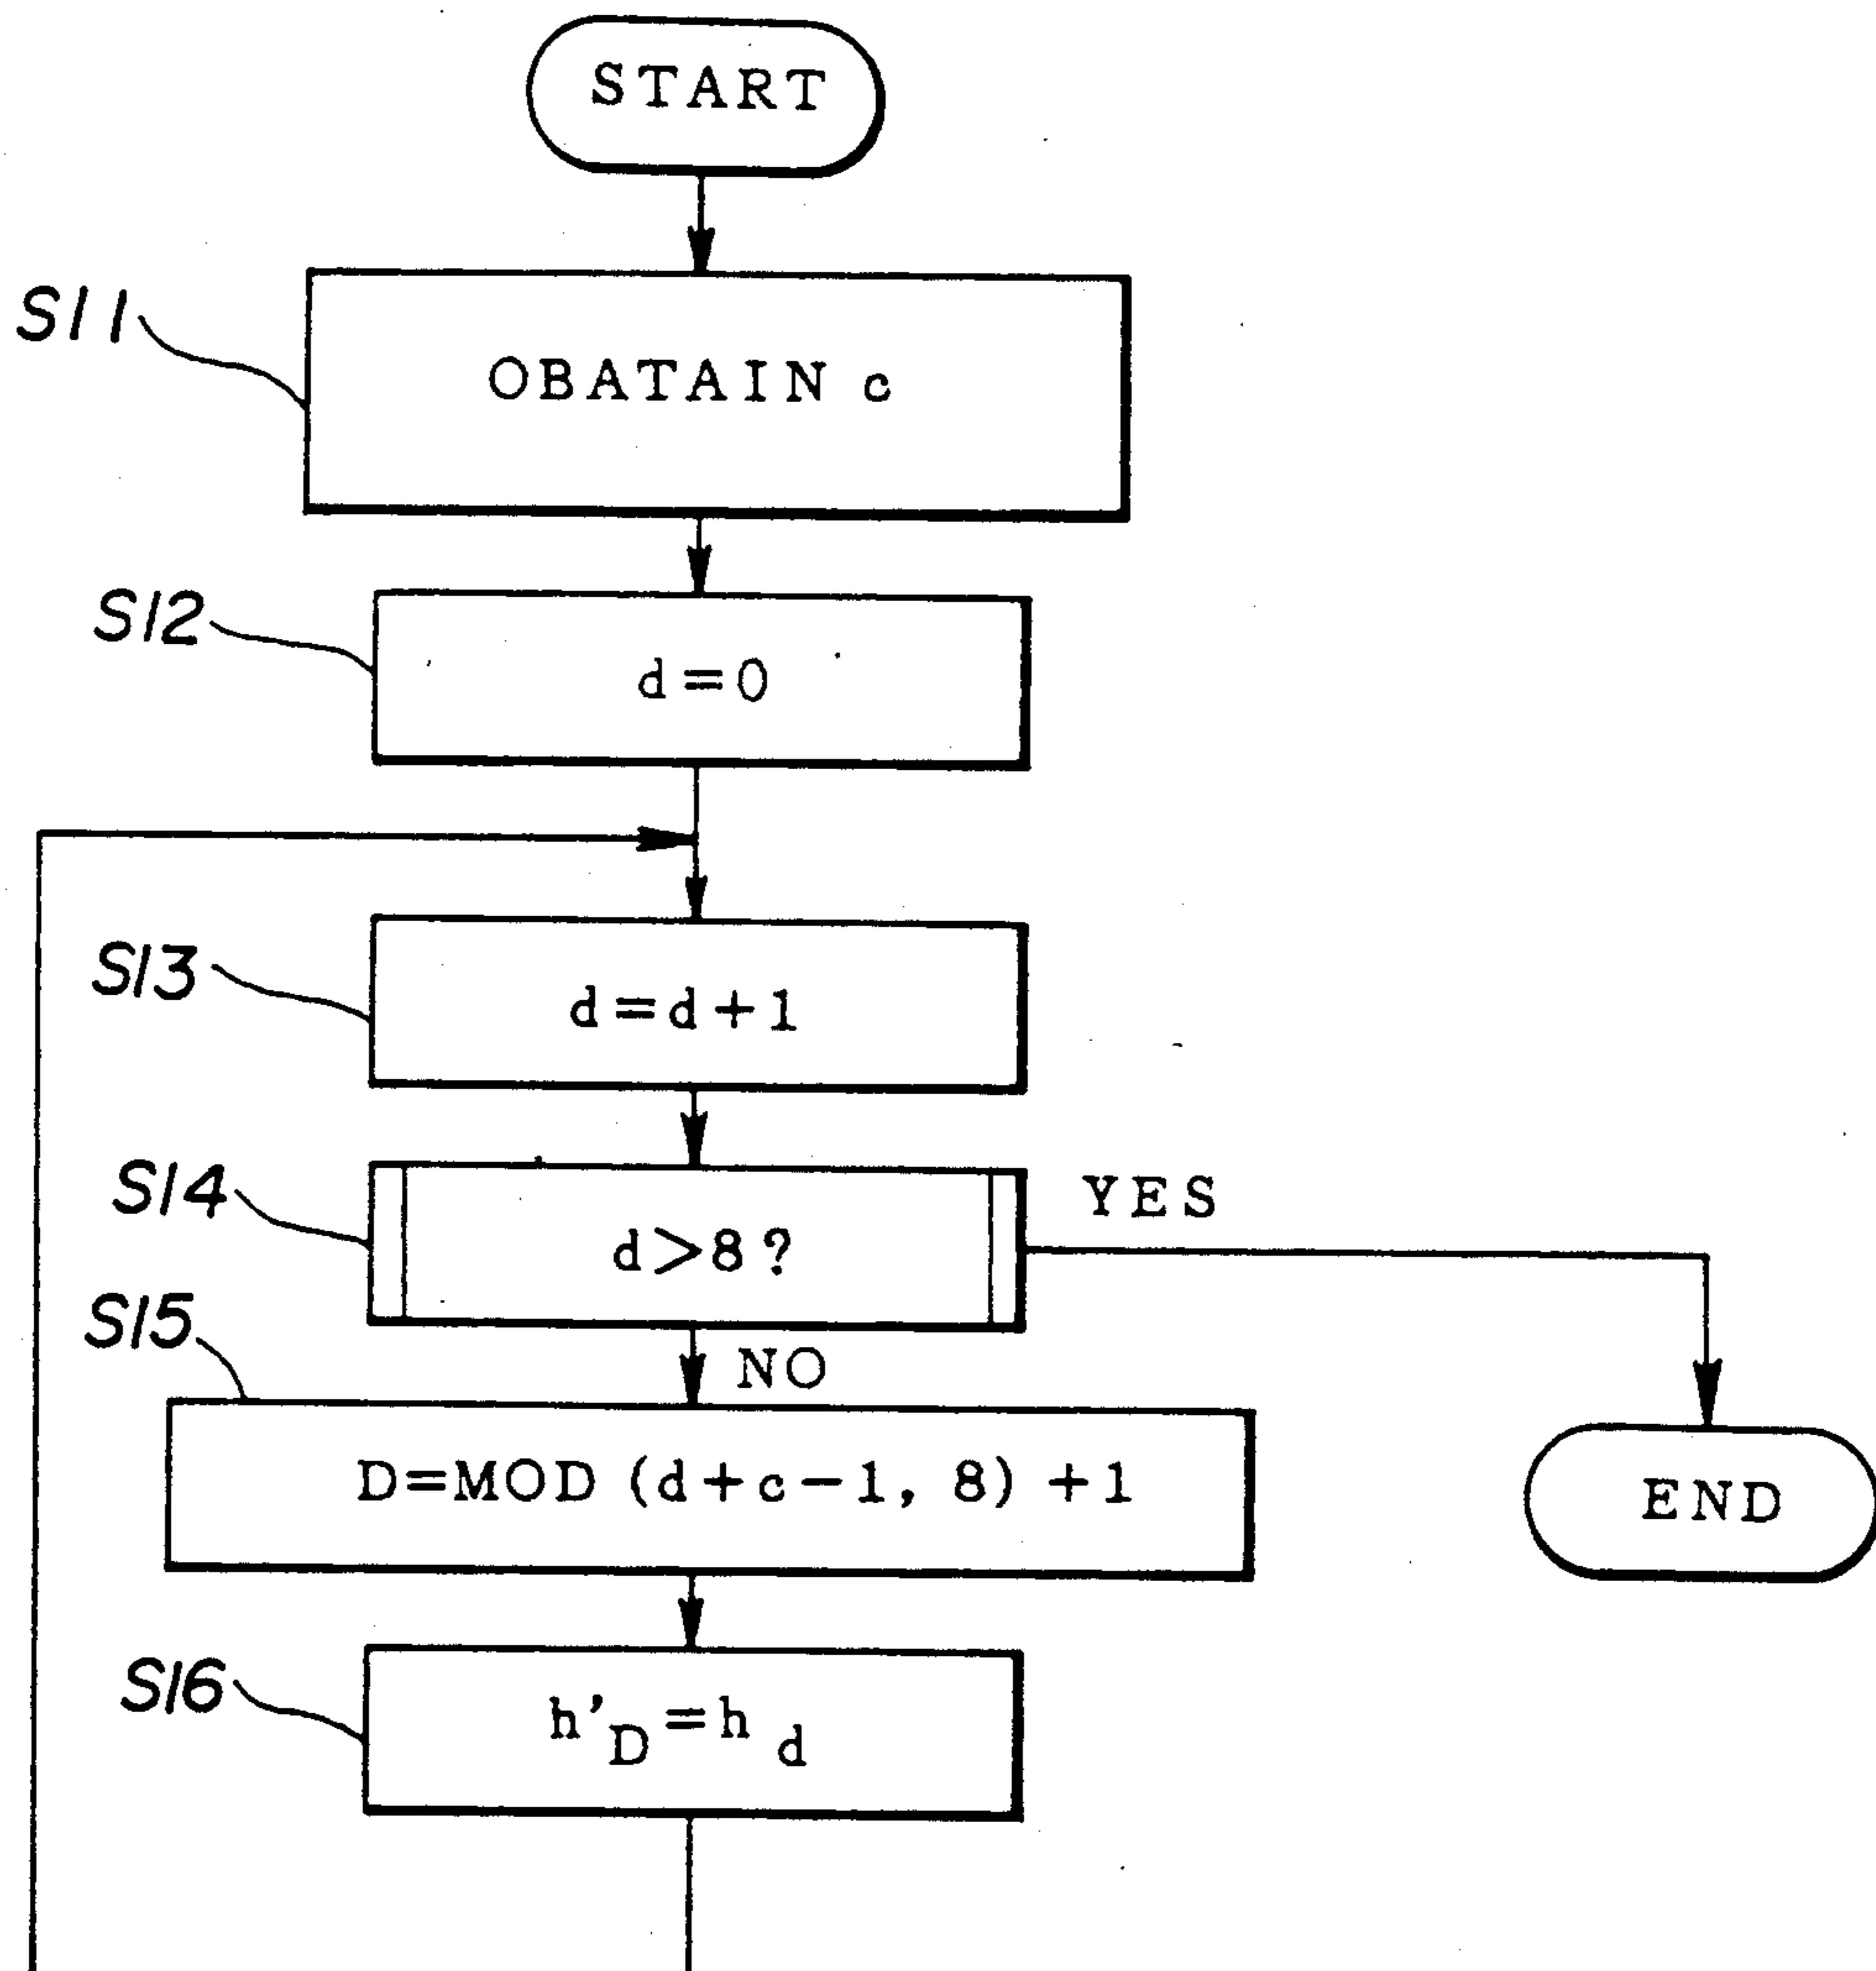 START
S11
OBATAIN c
S12
d=0
S13
d=d+1
S14
d>8?
YES
S15
NO
D=MOD (d+c-1, 8) +1
END
S16
h'D=h d